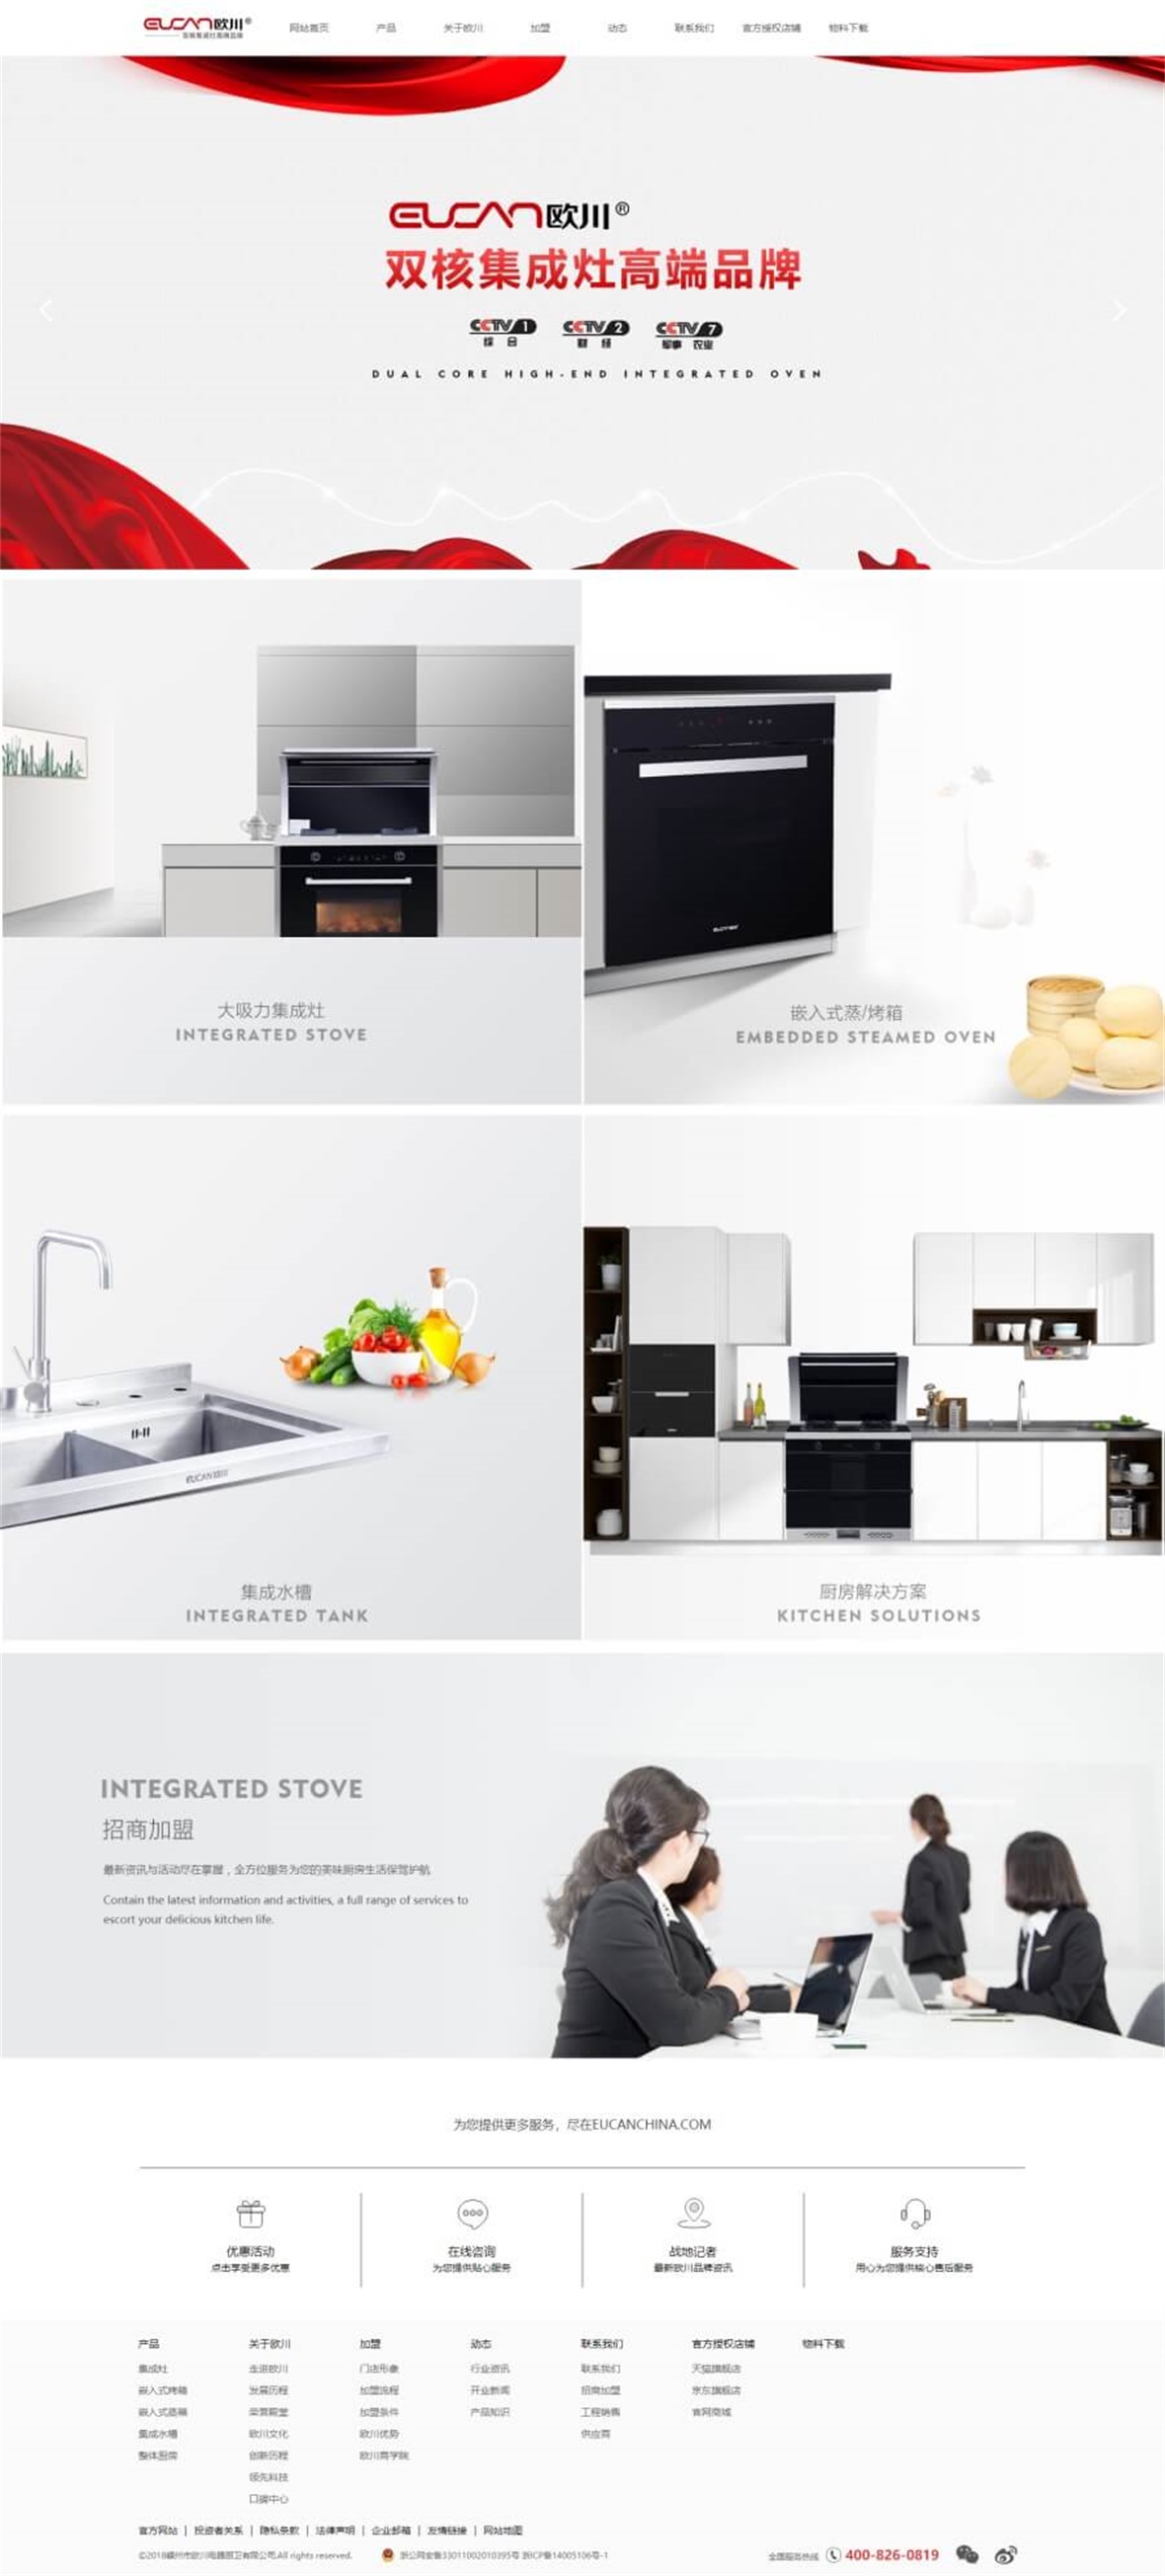 EUCAN欧川®
双核集成灶高端品牌
网站首页 产品 关于欧川 加盟 动态 联系我们 官方授权店铺 物料下载
EUCAN欧川®
双核集成灶高端品牌
CCTV 1 CCTV 2 CCTV 7
综合 财经 军事 农业
DUAL CORE HIGH-END INTEGRATED OVEN
大吸力集成灶
INTEGRATED STOVE
嵌入式蒸/烤箱
EMBEDDED STEAMED OVEN
EUCAN欧川
集成水槽
INTEGRATED TANK
厨房解决方案
KITCHEN SOLUTIONS
INTEGRATED STOVE
招商加盟
最新资讯与活动尽在掌握，全方位服务为您的美味厨房生活保驾护航
Contain the latest information and activities, a full range of services to
escort your delicious kitchen life.
为您提供更多服务，尽在EUCANCHINA.COM
优惠活动
点击享受更多优惠
在线咨询
为您提供贴心服务
战地记者
最新欧川品牌资讯
服务支持
用心为您提供核心售后服务
产品 关于欧川 加盟 动态 联系我们 官方授权店铺 物料下载
集成灶 走进欧川 门店形象 行业资讯 联系我们 天猫旗舰店
嵌入式烤箱 发展历程 加盟流程 开业新闻 招商加盟 京东旗舰店
嵌入式蒸箱 荣誉殿堂 加盟条件 产品知识 工程销售 官网商城
集成水槽 欧川文化 欧川优势 供应商
整体厨房 创新历程 欧川商学院
领先科技
口碑中心
官方网站 | 投资者关系 | 隐私条款 | 法律声明 | 企业邮箱 | 友情链接 | 网站地图
©2018嵊州市欧川电器厨卫有限公司.All rights reserved. 浙公网安备33011002010395号 浙ICP备14005106号-1
全国服务热线 400-826-0819